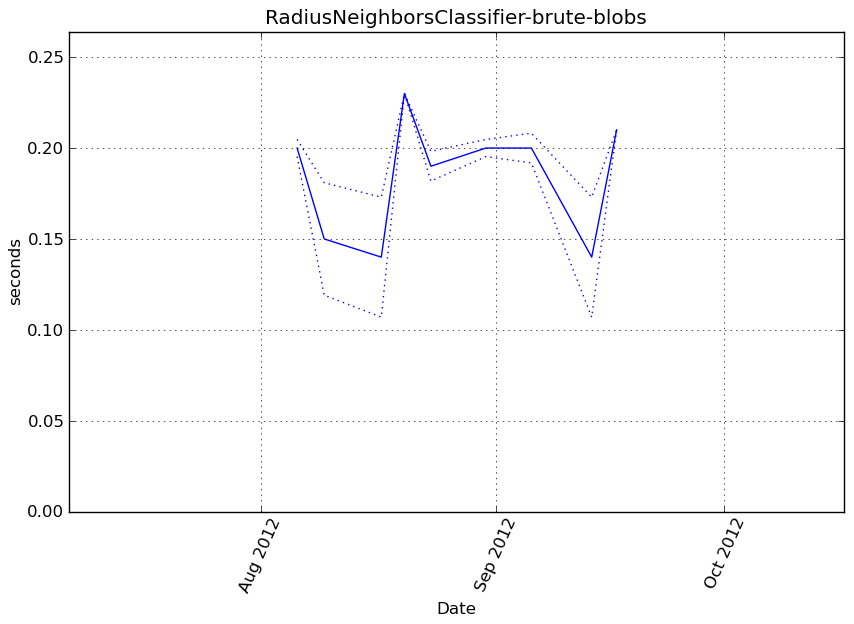 RadiusNeighborsClassifier-brute-blobs
0.25
0.20
0.15
0.10
0.05
0.00
seconds
Aug 2012
Sep 2012
Oct 2012
Date